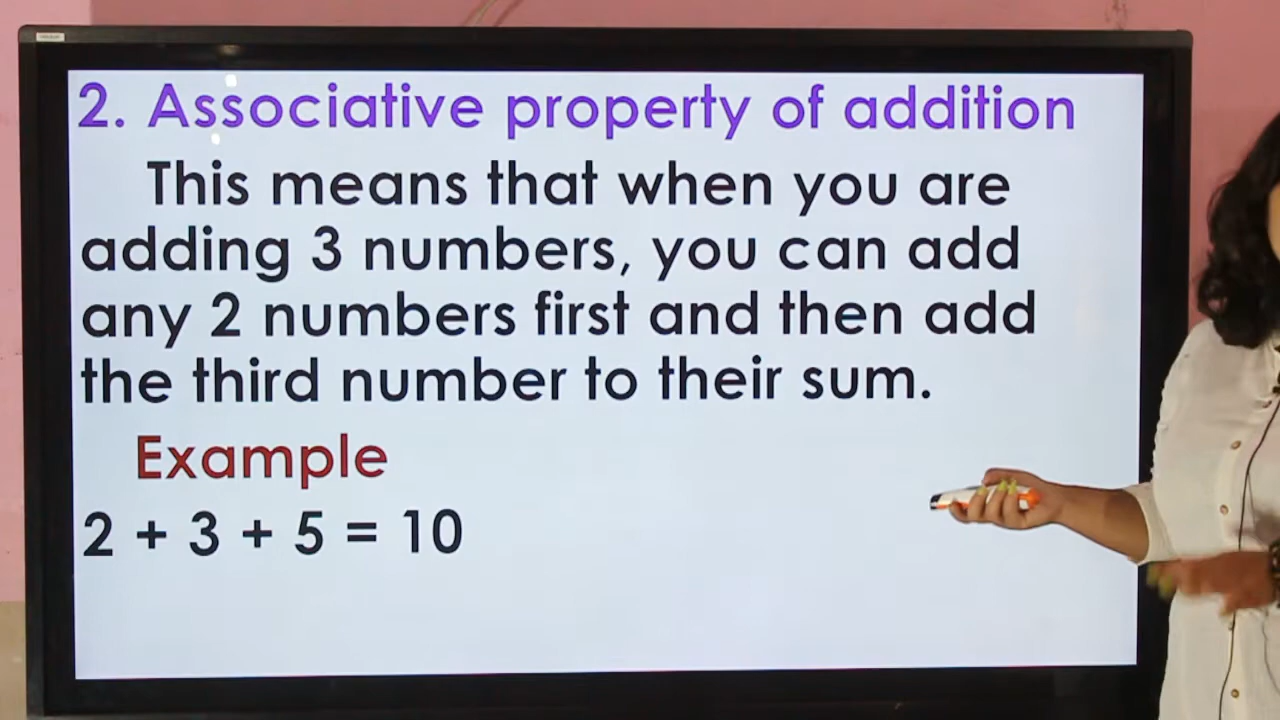 2. Associative property of addition
This means that when you are
adding 3 numbers, you can add
any 2 numbers first and then add
the third number to their sum.
Example
2 + 3 + 5 = 10